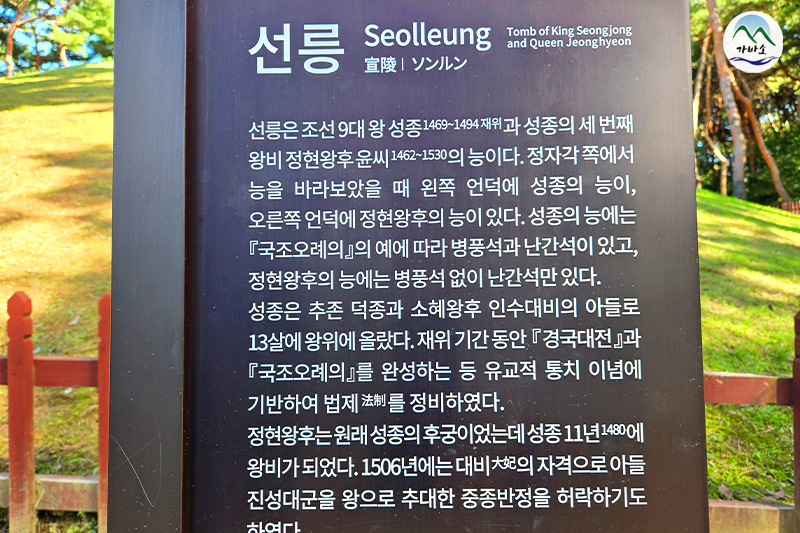 선릉 Seolleung Tomb of King Seongjong
and Queen Jeonghyeon
宣陵 | ソンルン
가바소
선릉은 조선 9대 왕 성종1469~1494 재위과 성종의 세 번째
왕비 정현왕후 윤씨1462~1530의 능이다. 정자각 쪽에서
능을 바라보았을 때 왼쪽 언덕에 성종의 능이,
오른쪽 언덕에 정현왕후의 능이 있다. 성종의 능에는
『국조오례의』의 예에 따라 병풍석과 난간석이 있고,
정현왕후의 능에는 병풍석 없이 난간석만 있다.
성종은 추존 덕종과 소혜왕후 인수대비의 아들로
13살에 왕위에 올랐다. 재위 기간 동안 『경국대전』과
『국조오례의』를 완성하는 등 유교적 통치 이념에
기반하여 법제法制를 정비하였다.
정현왕후는 원래 성종의 후궁이었는데 성종 11년1480에
왕비가 되었다. 1506년에는 대비大妃의 자격으로 아들
진성대군을 왕으로 추대한 중종반정을 허락하기도
하였다.